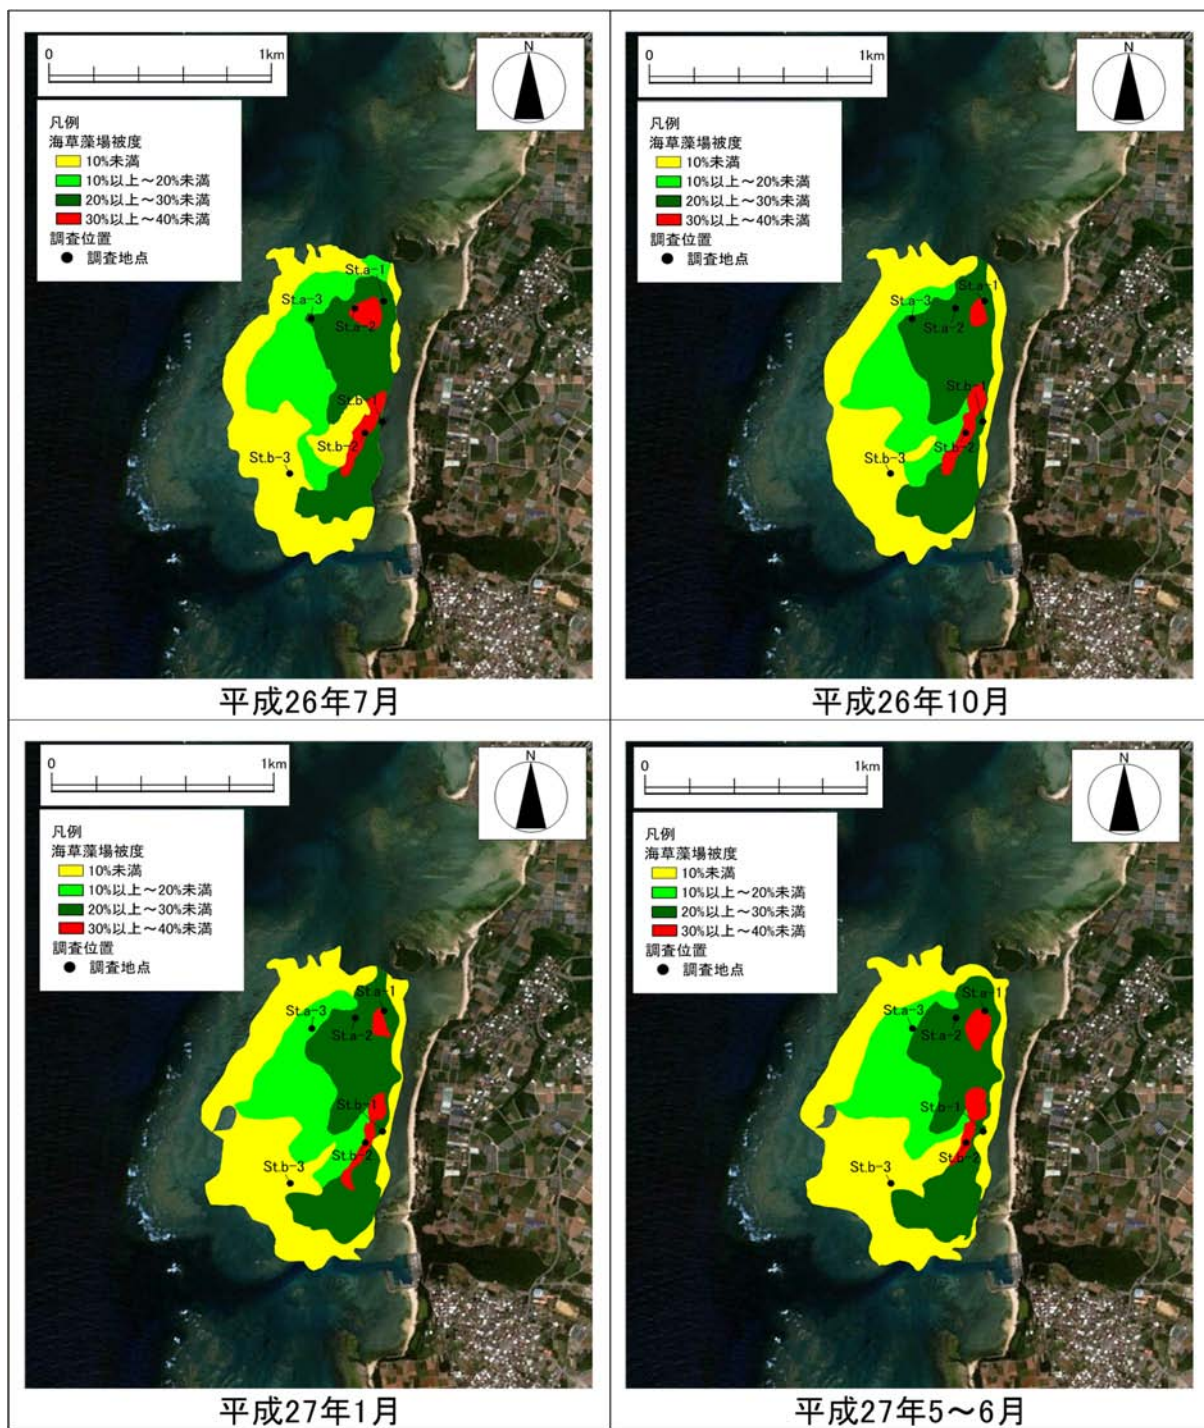 0 1km
N
凡例
海草藻場被度
10%未満
10%以上～20%未満
20%以上～30%未満
30%以上～40%未満
調査位置
調査地点
St.a-1
St.a-3
St.a-2
St.b-1
St.b-2
St.b-3
平成26年7月
0 1km
N
凡例
海草藻場被度
10%未満
10%以上～20%未満
20%以上～30%未満
30%以上～40%未満
調査位置
調査地点
St.a-3 St.a-1
St.a-2
St.b-1
St.b-2
St.b-3
平成26年10月
0 1km
N
凡例
海草藻場被度
10%未満
10%以上～20%未満
20%以上～30%未満
30%以上～40%未満
調査位置
調査地点
St.a-1
St.a-3
St.a-2
St.b-1
St.b-2
St.b-3
平成27年1月
0 1km
N
凡例
海草藻場被度
10%未満
10%以上～20%未満
20%以上～30%未満
30%以上～40%未満
調査位置
調査地点
St.a-1
St.a-3
St.a-2
St.b-1
St.b-2
St.b-3
平成27年5～6月